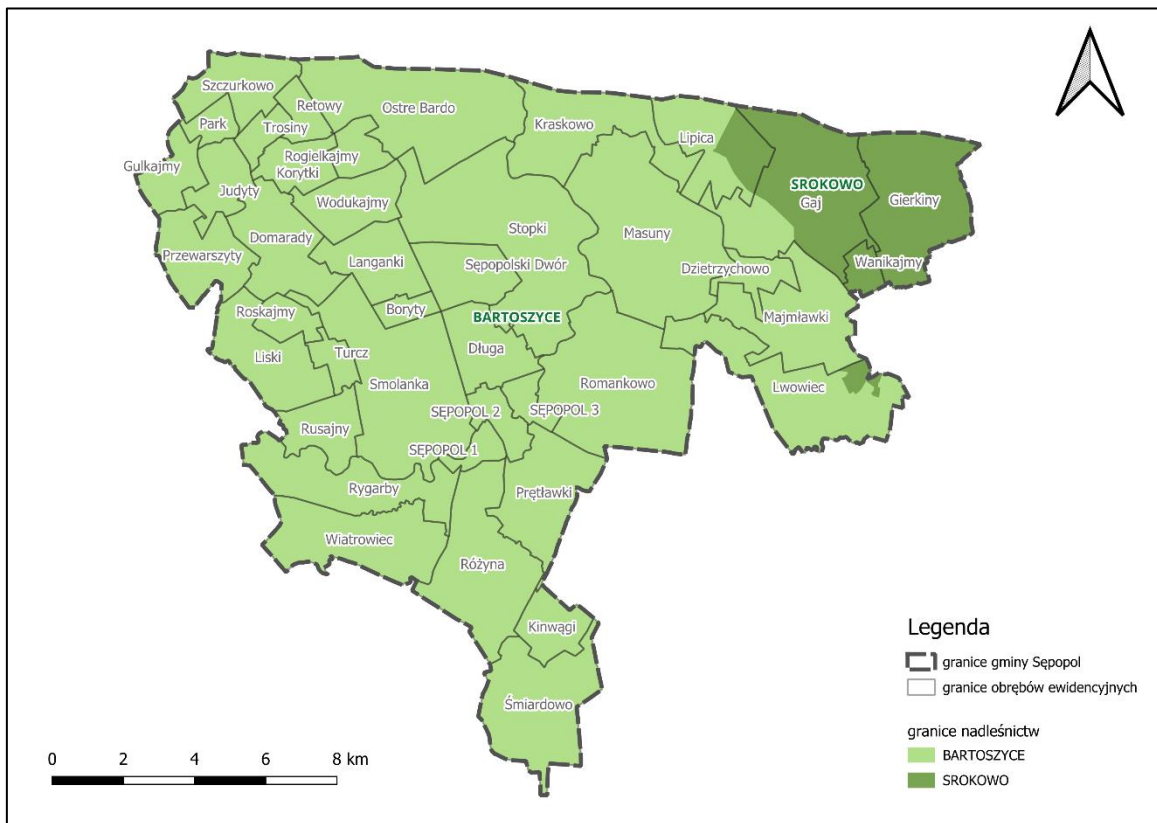 Szczurkowo
Retowy
Ostre Bardo
Park
Trosiny
Kraskowo
Lipica
Gulkajmy
Rogielkajmy
Korytki
Judyty
SROKOWO
Gaj
Gierkiny
Wodukajmy
Stopki
Masuny
Domarady
Przewarszyty
Langanki
Sępopolski Dwór
Dzietrzychowo
Wanikajmy
Roskajmy
Boryty
BARTOSZYCE
Majmławki
Liski
Turcz
Długa
Smolanka
Romankowo
Lwowiec
SĘPOPOL 2
SĘPOPOL 3
Rusajny
SĘPOPOL 1
Rygarby
Prętławki
Wiatrowiec
Różyna
Kinwągi
Śmiardowo
Legenda
granice gminy Sępopol
granice obrębów ewidencyjnych
granice nadleśnictw
BARTOSZYCE
SROKOWO
0 2 4 6 8 km